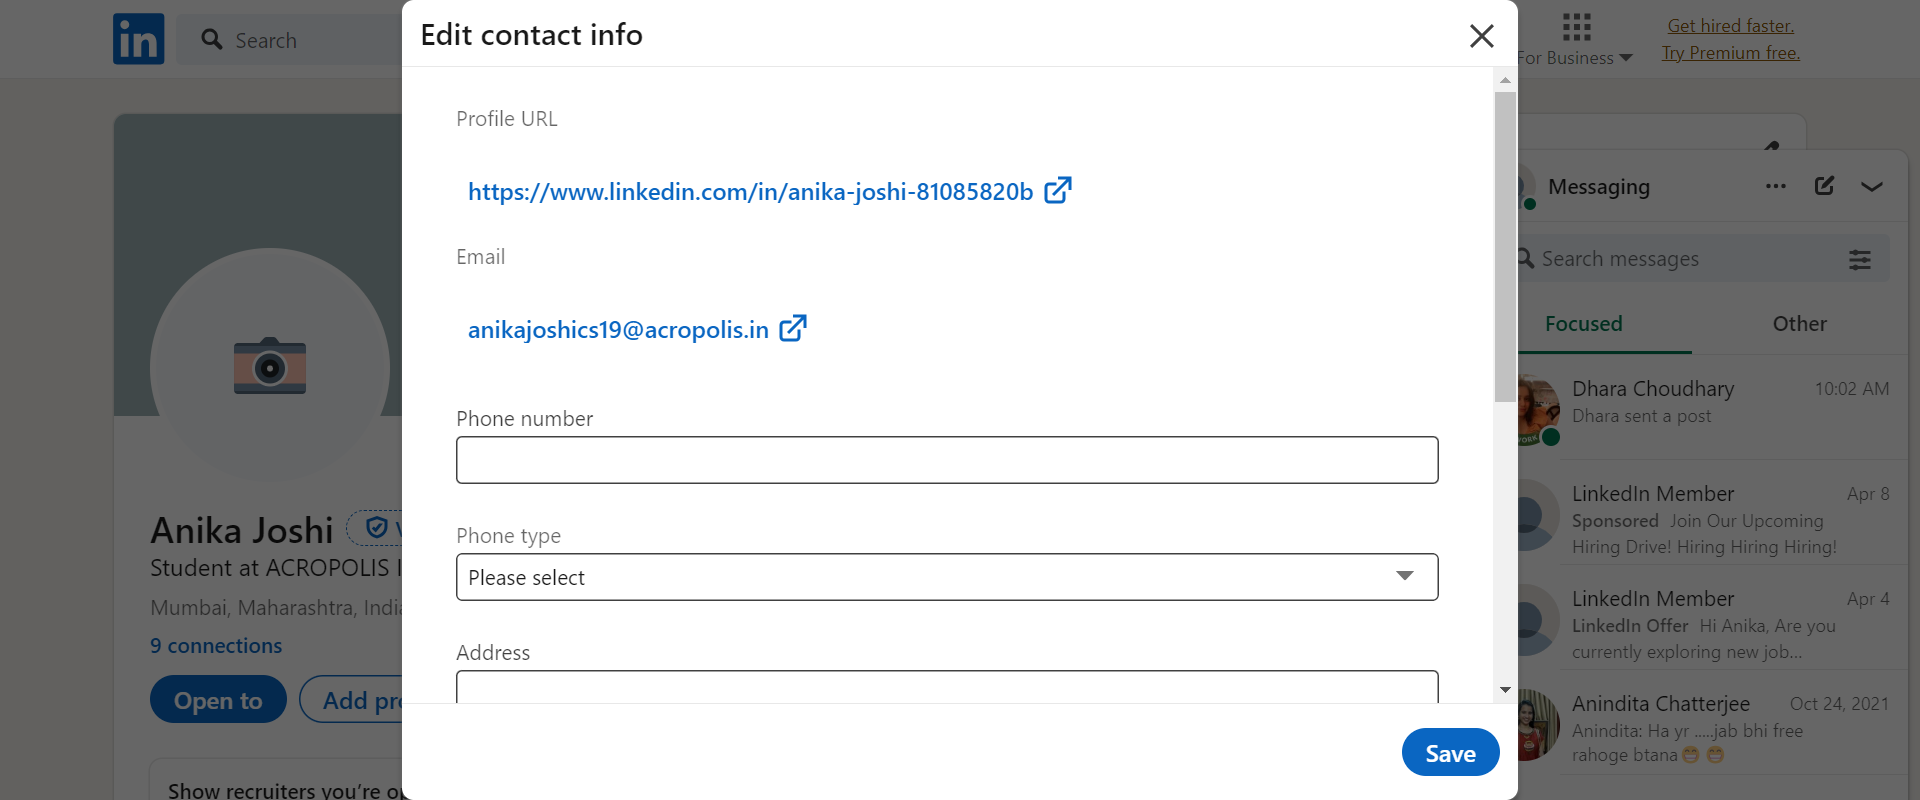 in
Search
For Business
Get hired faster.
Try Premium free.
Edit contact info
Profile URL
https://www.linkedin.com/in/anika-joshi-81085820b
Email
anikajoshics19@acropolis.in
Phone number
Phone type
Please select
Address
Save
Anika Joshi
Student at ACROPOLIS
Mumbai, Maharashtra, India
9 connections
Open to
Add pro
Show recruiters you're op
Messaging
Search messages
Focused
Other
Dhara Choudhary 10:02 AM
Dhara sent a post
LinkedIn Member Apr 8
Sponsored Join Our Upcoming
Hiring Drive! Hiring Hiring Hiring!
LinkedIn Member Apr 4
LinkedIn Offer Hi Anika, Are you
currently exploring new job...
Anindita Chatterjee Oct 24, 2021
Anindita: Ha yr .....jab bhi free
rahoge btana😁 😁